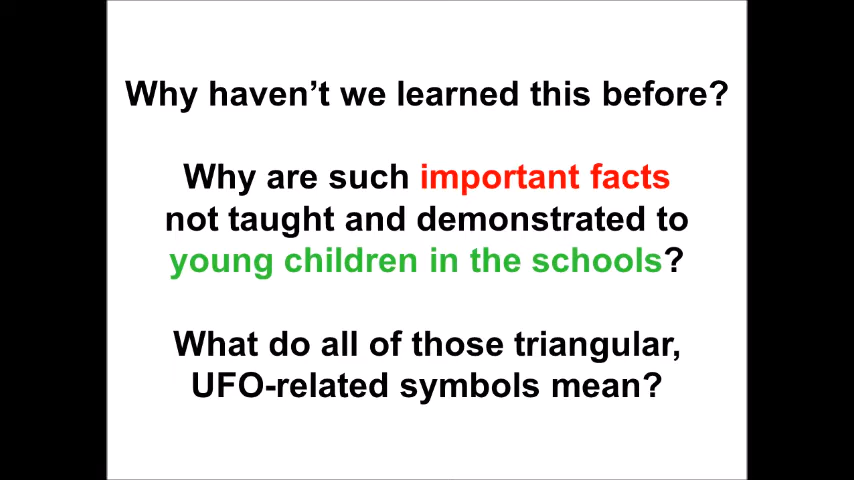 Why haven’t we learned this before?
Why are such important facts
not taught and demonstrated to
young children in the schools?
What do all of those triangular,
UFO-related symbols mean?